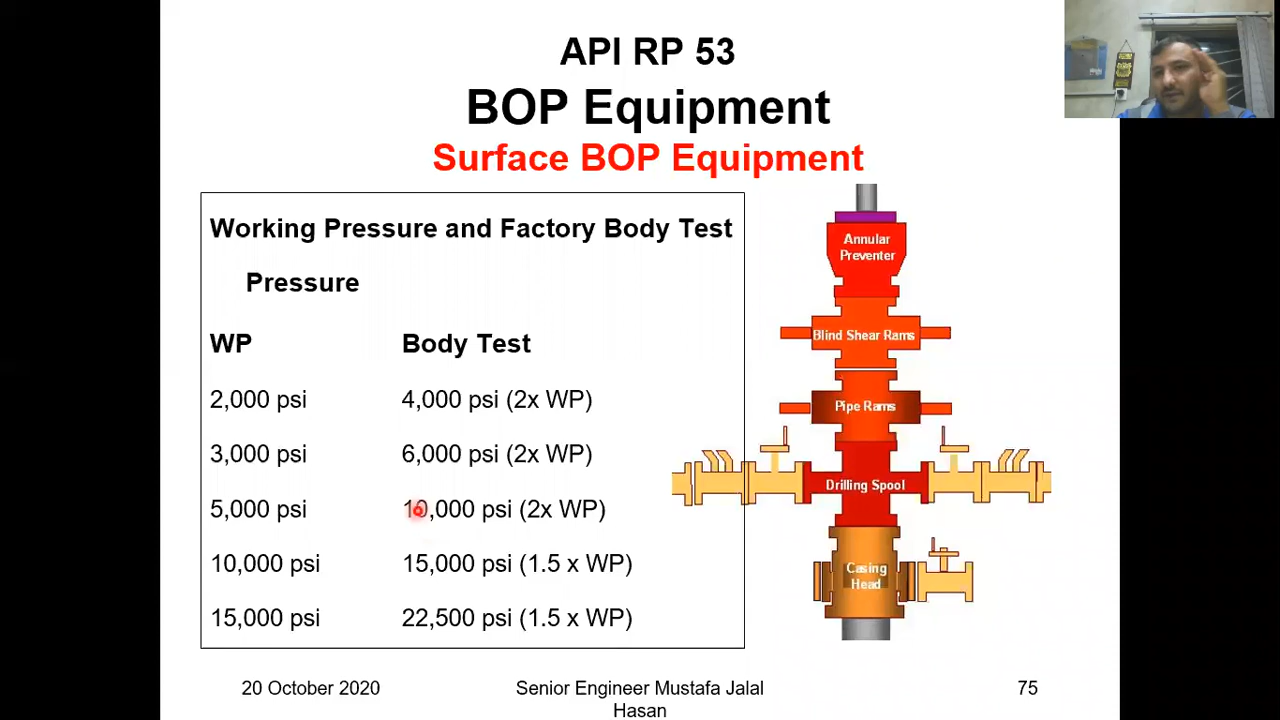 API RP 53
BOP Equipment
Surface BOP Equipment
Working Pressure and Factory Body Test
Pressure
WP Body Test
2,000 psi 4,000 psi (2x WP)
3,000 psi 6,000 psi (2x WP)
5,000 psi 10,000 psi (2x WP)
10,000 psi 15,000 psi (1.5 x WP)
15,000 psi 22,500 psi (1.5 x WP)
Annular
Preventer
Blind Shear Rams
Pipe Rams
Drilling Spool
Casing
Head
20 October 2020
Senior Engineer Mustafa Jalal
Hasan
75